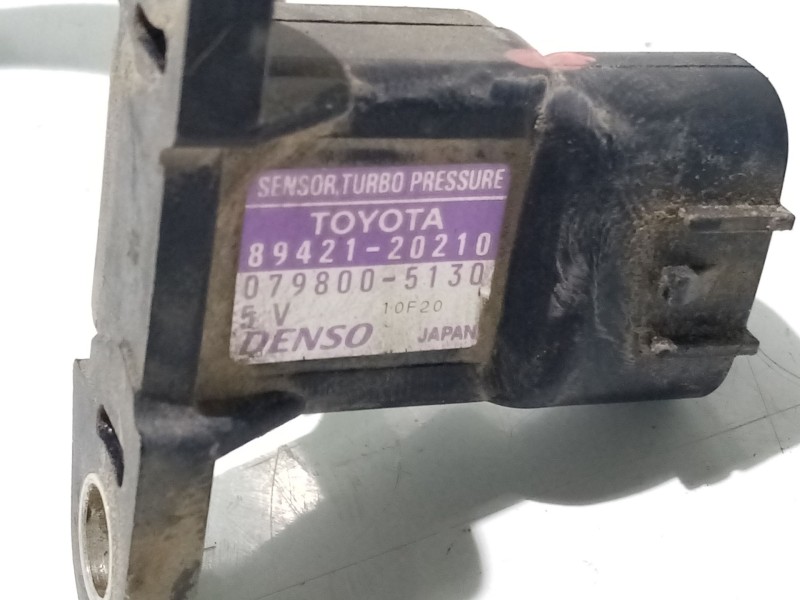 SENSOR,TURBO PRESSURE
TOYOTA
89421-20210
079800-5130
5 V 10F20
DENSO JAPAN